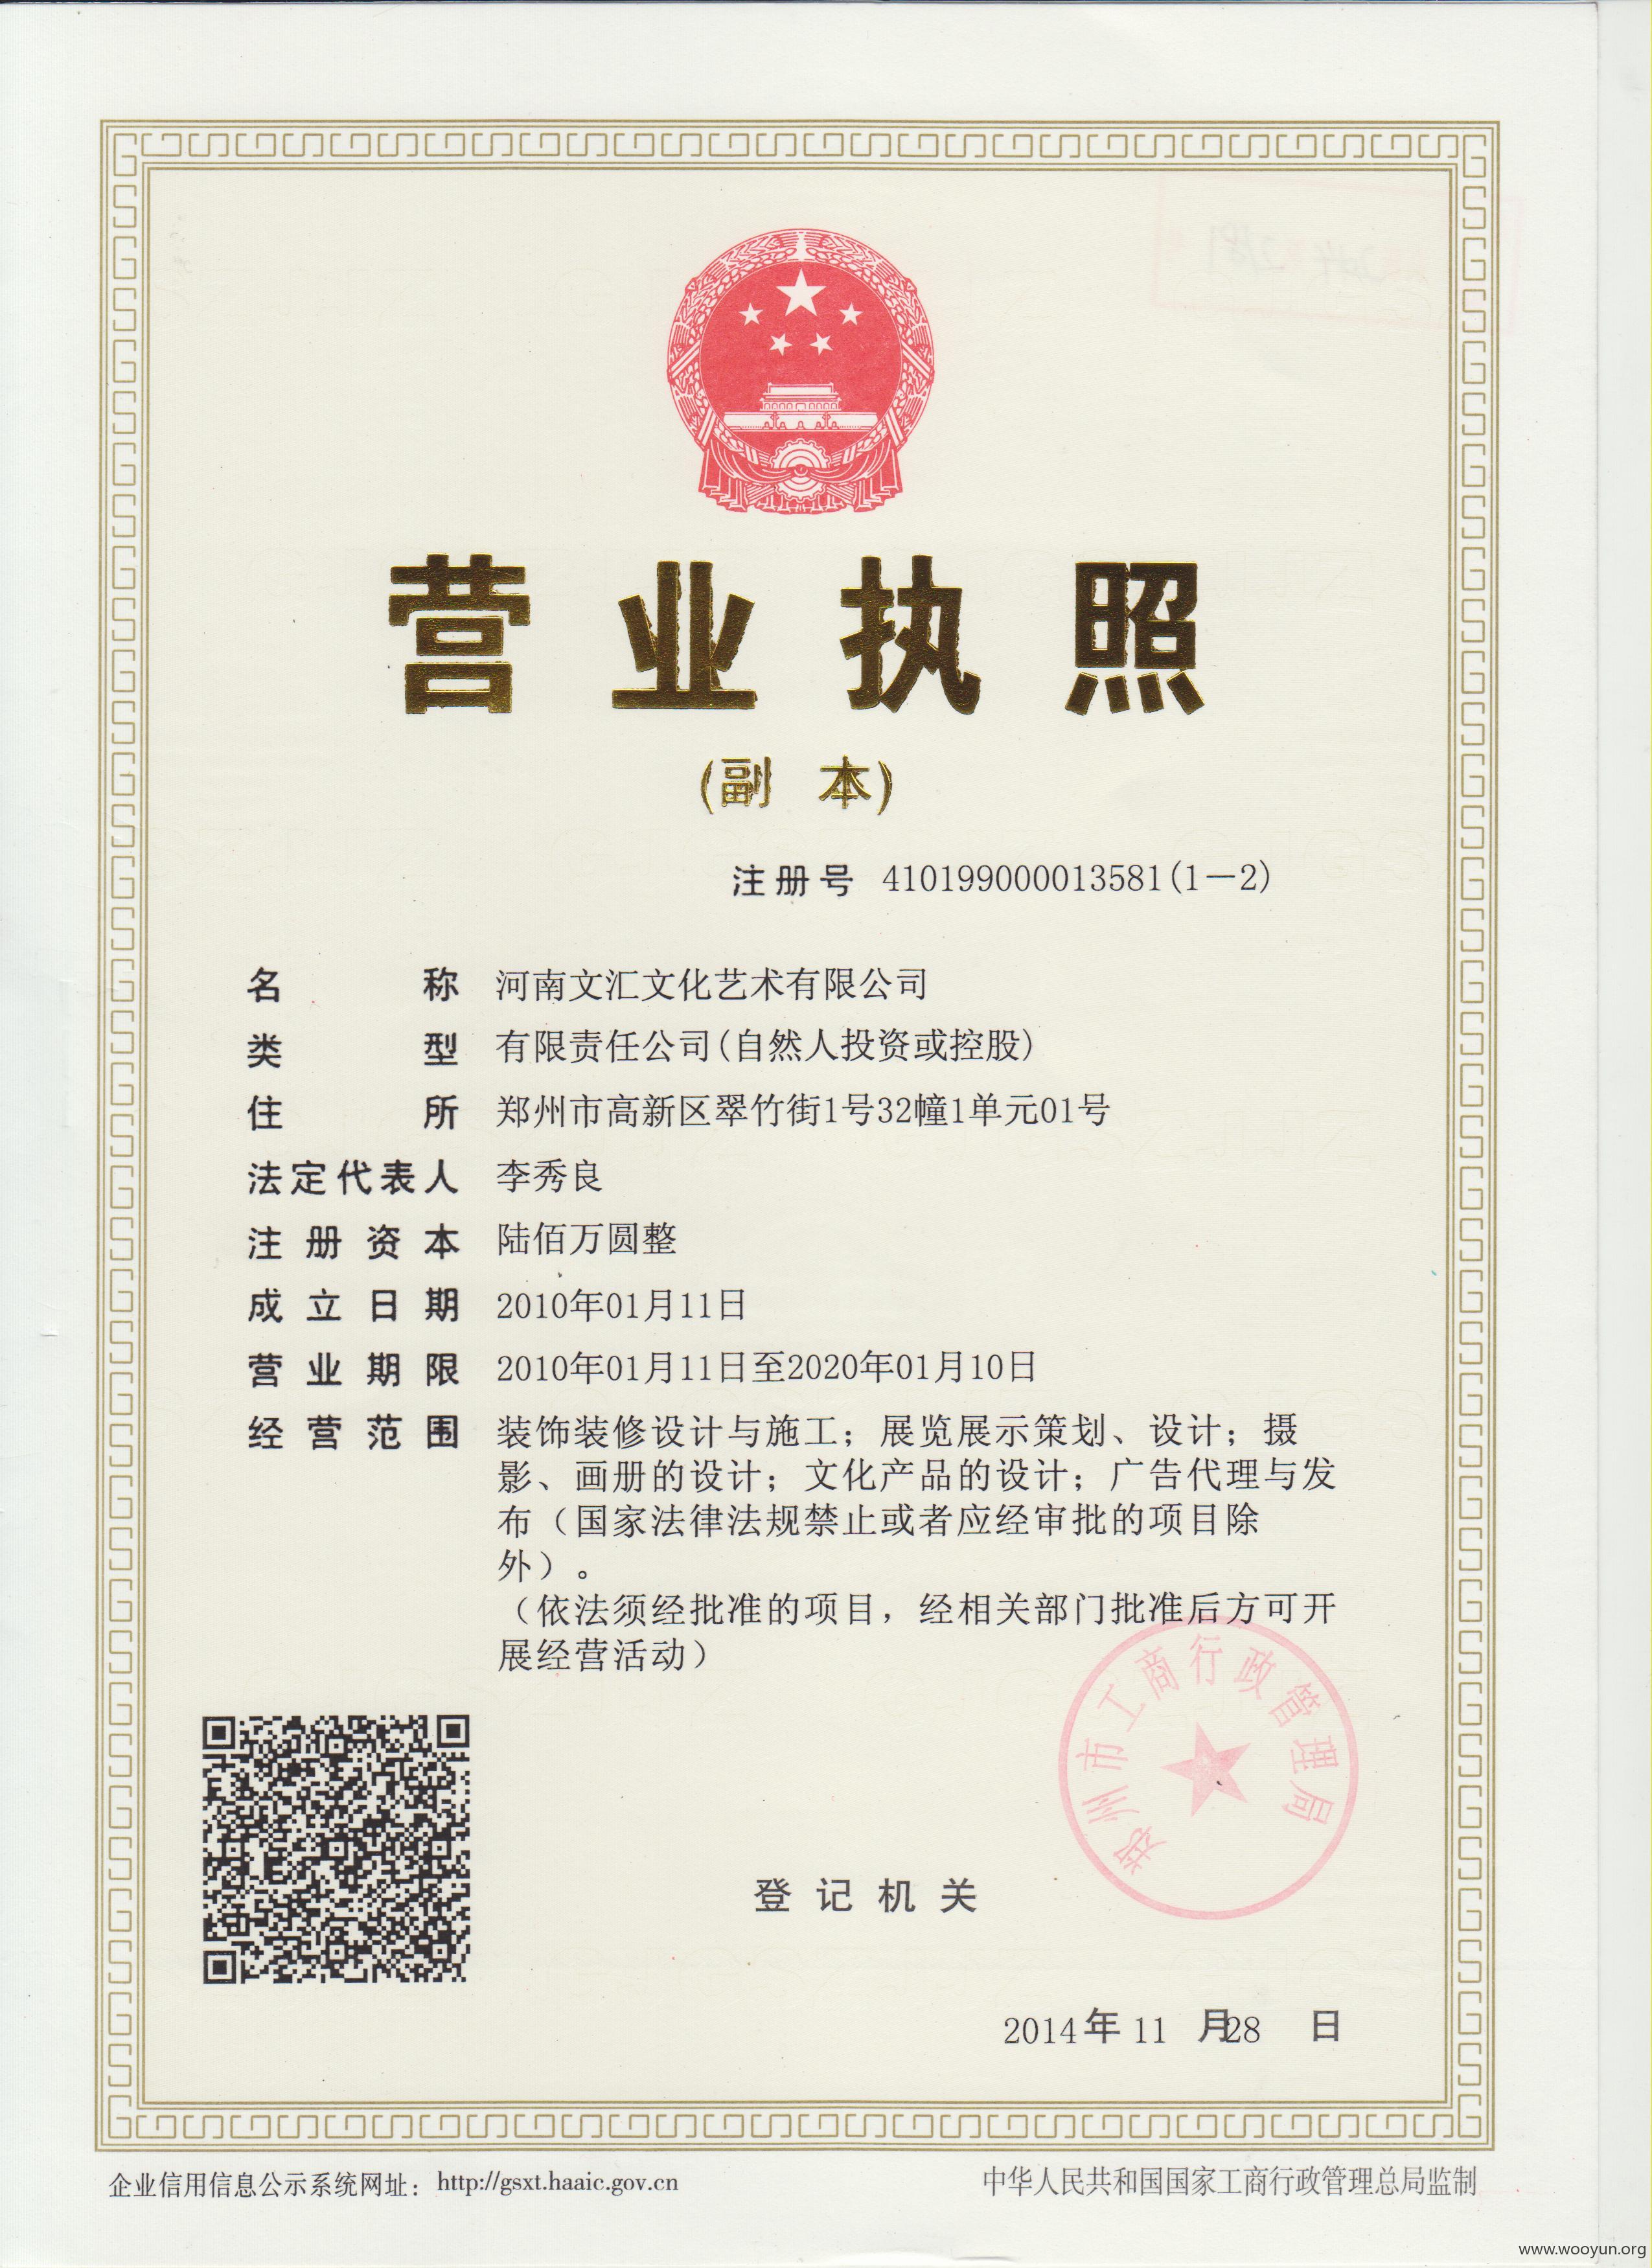 营业执照
(副 本)
注册号 410199000013581(1－2)
名称 河南文汇文化艺术有限公司
类型 有限责任公司(自然人投资或控股)
住所 郑州市高新区翠竹街1号32幢1单元01号
法定代表人 李秀良
注册资本 陆佰万圆整
成立日期 2010年01月11日
营业期限 2010年01月11日至2020年01月10日
经营范围 装饰装修设计与施工；展览展示策划、设计；摄
影、画册的设计；文化产品的设计；广告代理与发
布（国家法律法规禁止或者应经审批的项目除
外）。
（依法须经批准的项目，经相关部门批准后方可开
展经营活动）
郑州市工商行政管理局
登记机关
2014年11月28日
企业信用信息公示系统网址：http://gsxt.haaic.gov.cn
中华人民共和国国家工商行政管理总局监制
www.wooyun.org